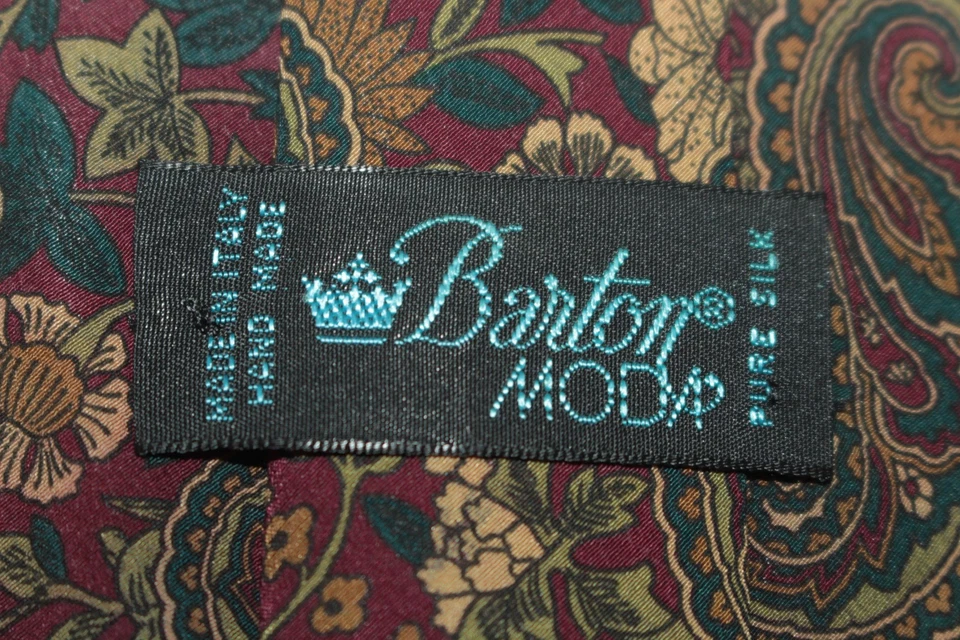 MADE IN ITALY
HAND MADE
Barton®
MODA
PURE SILK